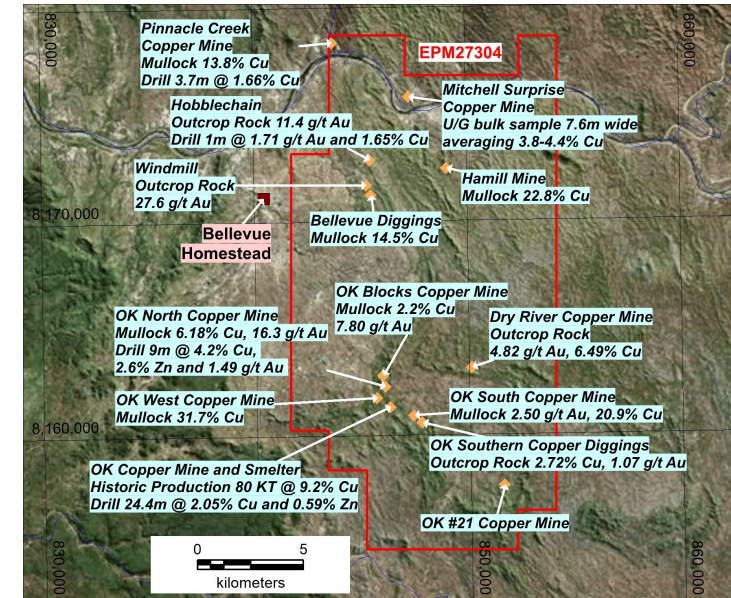 830,000
860,000
Pinnacle Creek
Copper Mine
Mullock 13.8% Cu
Drill 3.7m @ 1.66% Cu
EPM27304
Mitchell Surprise
Copper Mine
U/G bulk sample 7.6m wide
averaging 3.8-4.4% Cu
Hobblechain
Outcrop Rock 11.4 g/t Au
Drill 1m @ 1.71 g/t Au and 1.65% Cu
Windmill
Outcrop Rock
27.6 g/t Au
Hamill Mine
Mullock 22.8% Cu
8,170,000
Bellevue Diggings
Mullock 14.5% Cu
Bellevue
Homestead
OK Blocks Copper Mine
Mullock 2.2% Cu
7.80 g/t Au
OK North Copper Mine
Mullock 6.18% Cu, 16.3 g/t Au
Drill 9m @ 4.2% Cu,
2.6% Zn and 1.49 g/t Au
Dry River Copper Mine
Outcrop Rock
4.82 g/t Au, 6.49% Cu
OK West Copper Mine
Mullock 31.7% Cu
OK South Copper Mine
Mullock 2.50 g/t Au, 20.9% Cu
8,160,000
OK Southern Copper Diggings
Outcrop Rock 2.72% Cu, 1.07 g/t Au
OK Copper Mine and Smelter
Historic Production 80 KT @ 9.2% Cu
Drill 24.4m @ 2.05% Cu and 0.59% Zn
OK #21 Copper Mine
0 5
kilometers
830,000
850,000
860,000